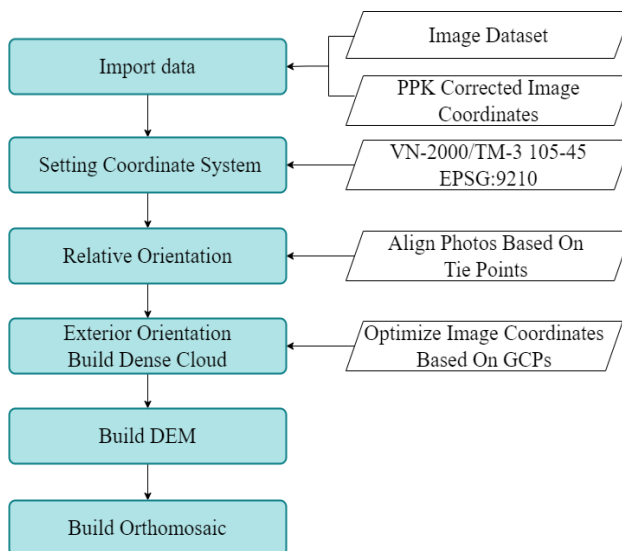 Import data
Image Dataset
PPK Corrected Image
Coordinates
Setting Coordinate System
VN-2000/TM-3 105-45
EPSG:9210
Relative Orientation
Align Photos Based On
Tie Points
Exterior Orientation
Build Dense Cloud
Optimize Image Coordinates
Based On GCPs
Build DEM
Build Orthomosaic